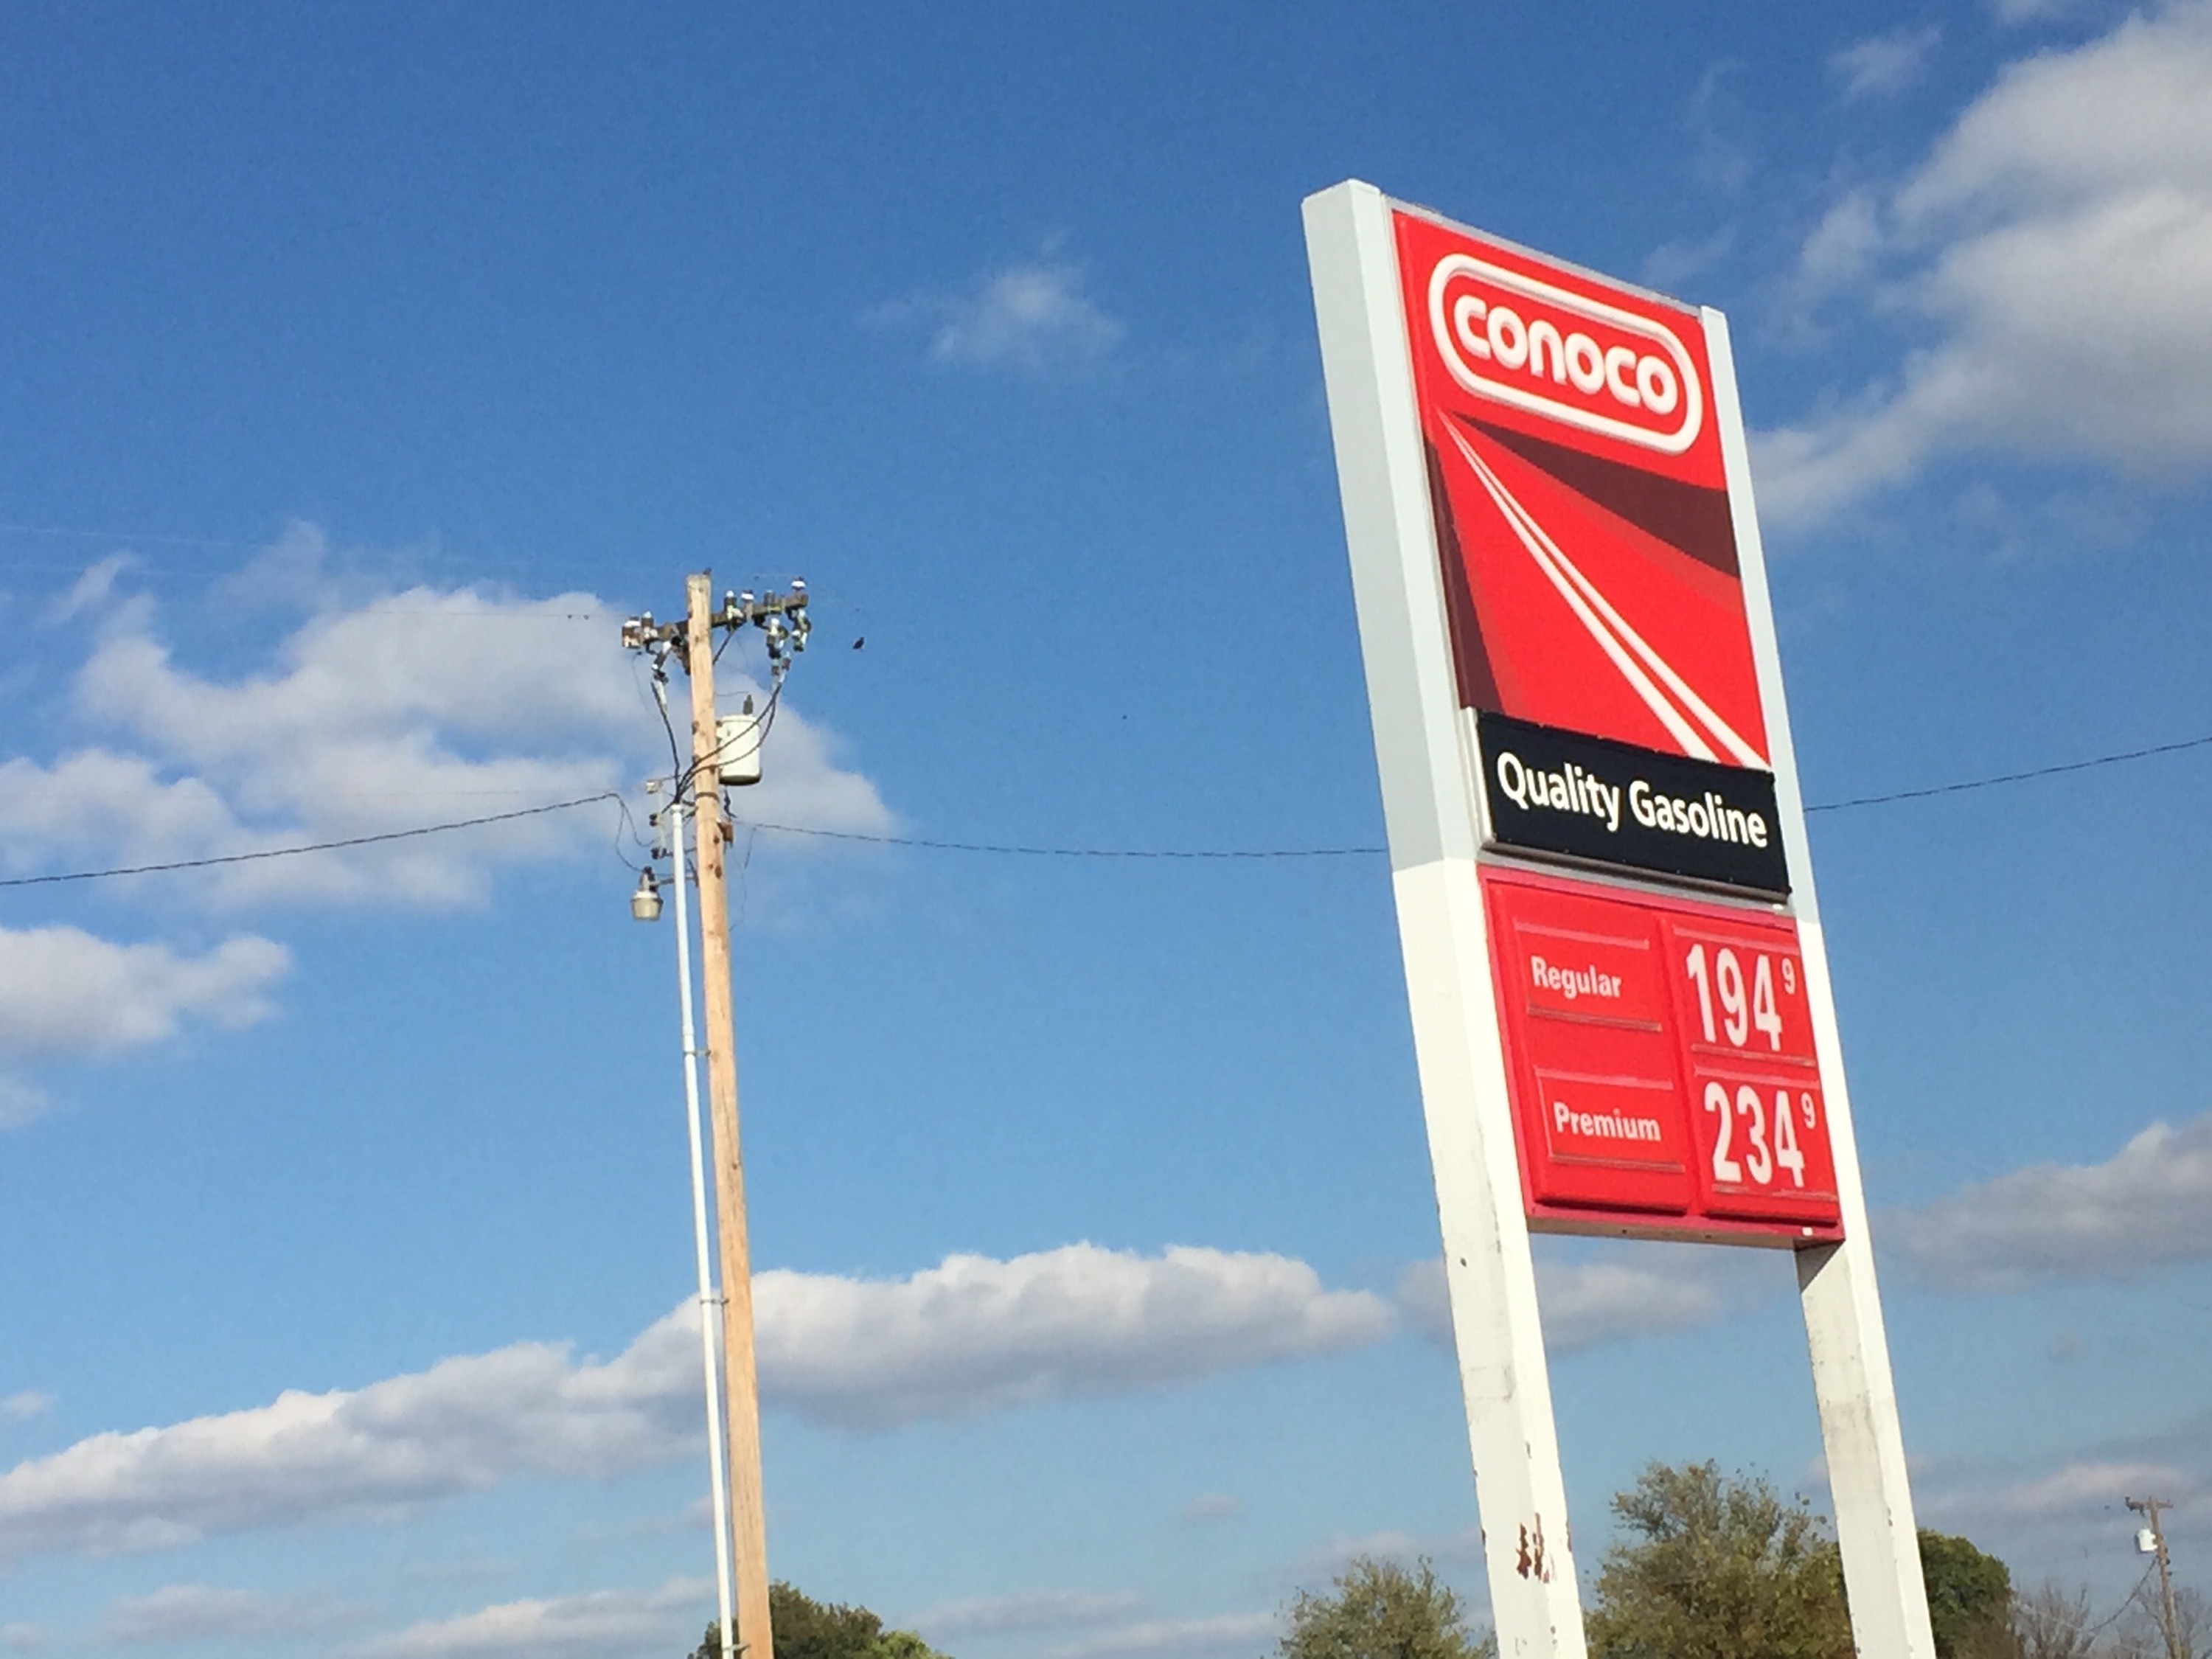 conoco
Quality Gasoline
Regular 194 9
Premium 234 9